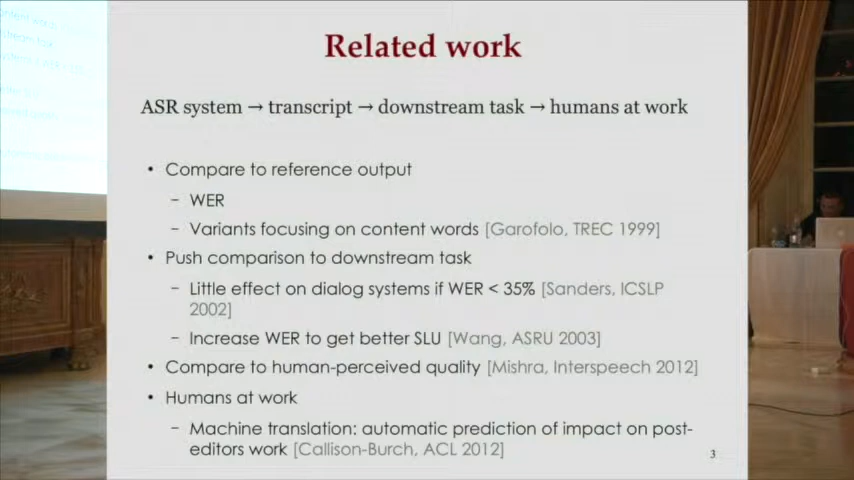 Related work
ASR system → transcript → downstream task → humans at work
• Compare to reference output
– WER
– Variants focusing on content words [Garofolo, TREC 1999]
• Push comparison to downstream task
– Little effect on dialog systems if WER < 35% [Sanders, ICSLP
2002]
– Increase WER to get better SLU [Wang, ASRU 2003]
• Compare to human-perceived quality [Mishra, Interspeech 2012]
• Humans at work
– Machine translation: automatic prediction of impact on post-
editors work [Callison-Burch, ACL 2012]
3